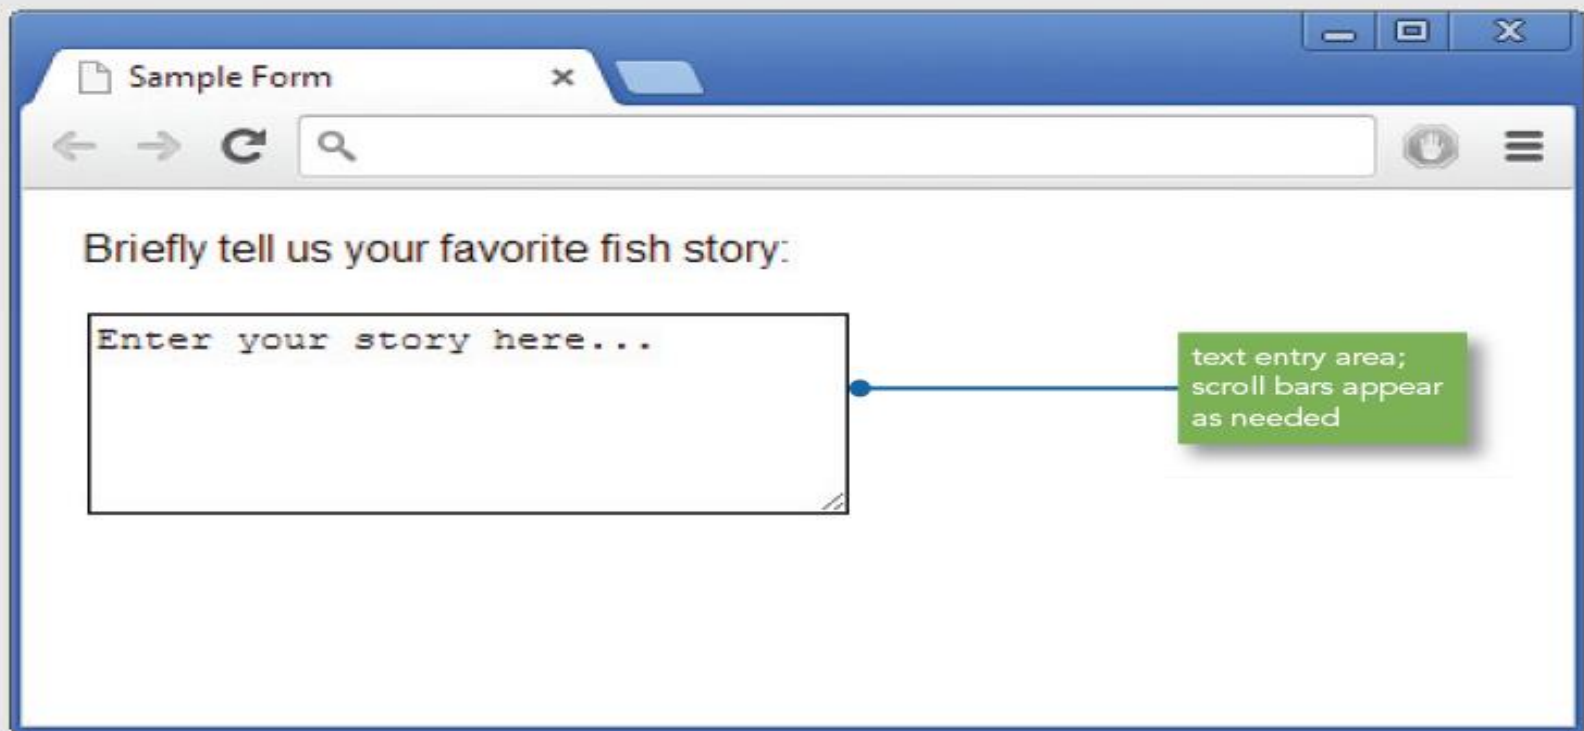 Sample Form
Briefly tell us your favorite fish story:
Enter your story here...
text entry area;
scroll bars appear
as needed